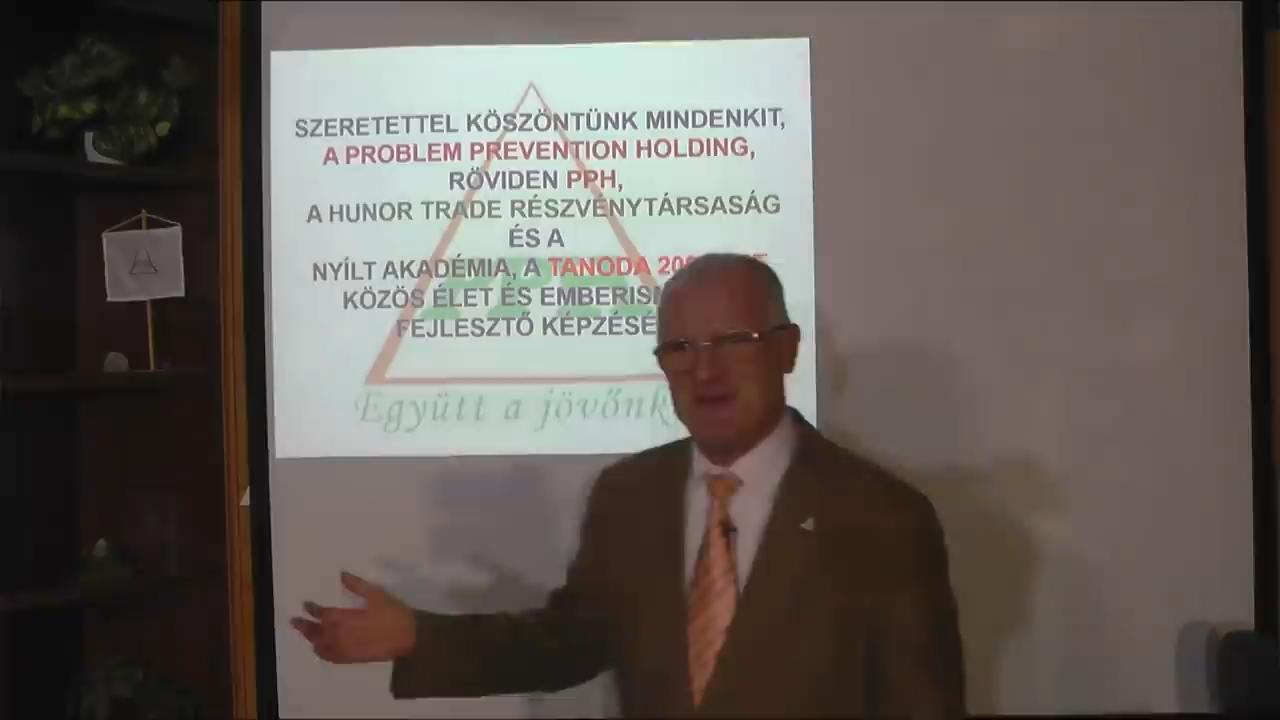 SZERETETTEL KÖSZÖNTÜNK MINDENKIT,
A PROBLEM PREVENTION HOLDING,
RÖVIDEN PPH,
A HUNOR TRADE RÉSZVÉNYTÁRSASÁG
ÉS A
NYÍLT AKADÉMIA, A TANODA
KÖZÖS ÉLET ÉS
FEJLESZTŐ
Együtt a